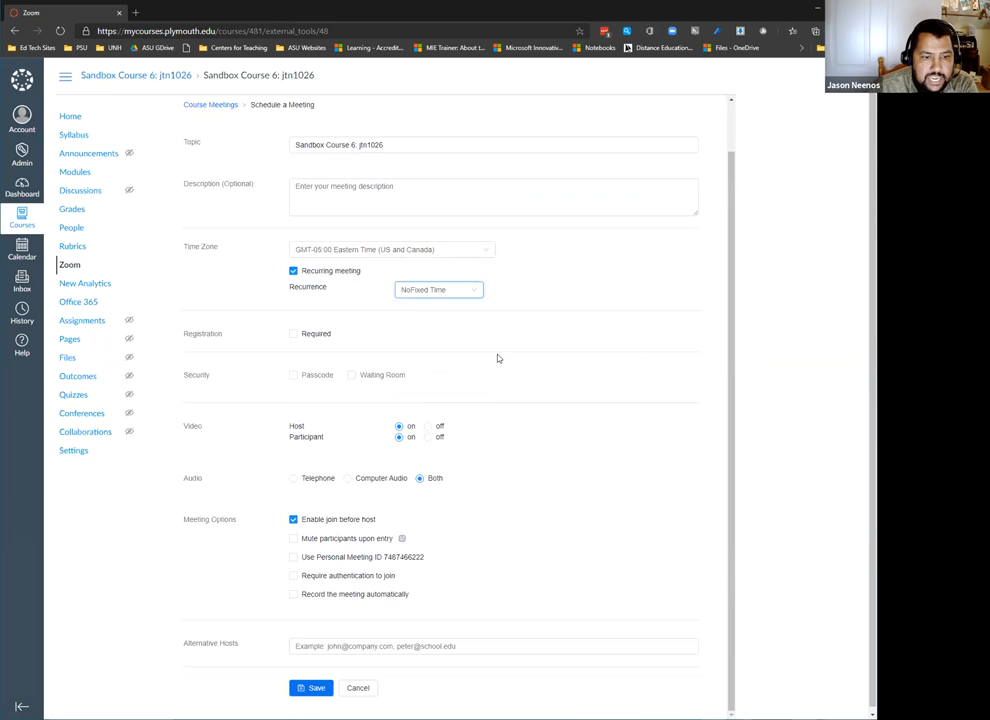 Zoom
https://mycourses.plymouth.edu/courses/481/external_tools/48
Ed Tech Sites
PSU
UNH
ASU GDrive
Centers for Teaching
ASU Websites
Learning - Accredit...
MIE Trainer: About t...
Microsoft Innovativ...
Notebooks
Distance Education...
Files - OneDrive
Jason Neenos
Sandbox Course 6: jtn1026 > Sandbox Course 6: jtn1026
Account
Admin
Dashboard
Courses
Calendar
Inbox
History
Help
Home
Syllabus
Announcements
Modules
Discussions
Grades
People
Rubrics
Zoom
New Analytics
Office 365
Assignments
Pages
Files
Outcomes
Quizzes
Conferences
Collaborations
Settings
Course Meetings > Schedule a Meeting
Topic
Sandbox Course 6: jtn1026
Description (Optional)
Enter your meeting description
Time Zone
GMT-05:00 Eastern Time (US and Canada)
Recurring meeting
Recurrence
NoFixed Time
Registration
Required
Security
Passcode
Waiting Room
Video
Host
on
off
Participant
on
off
Audio
Telephone
Computer Audio
Both
Meeting Options
Enable join before host
Mute participants upon entry
Use Personal Meeting ID 7487466222
Require authentication to join
Record the meeting automatically
Alternative Hosts
Example: john@company.com, peter@school.edu
Save
Cancel